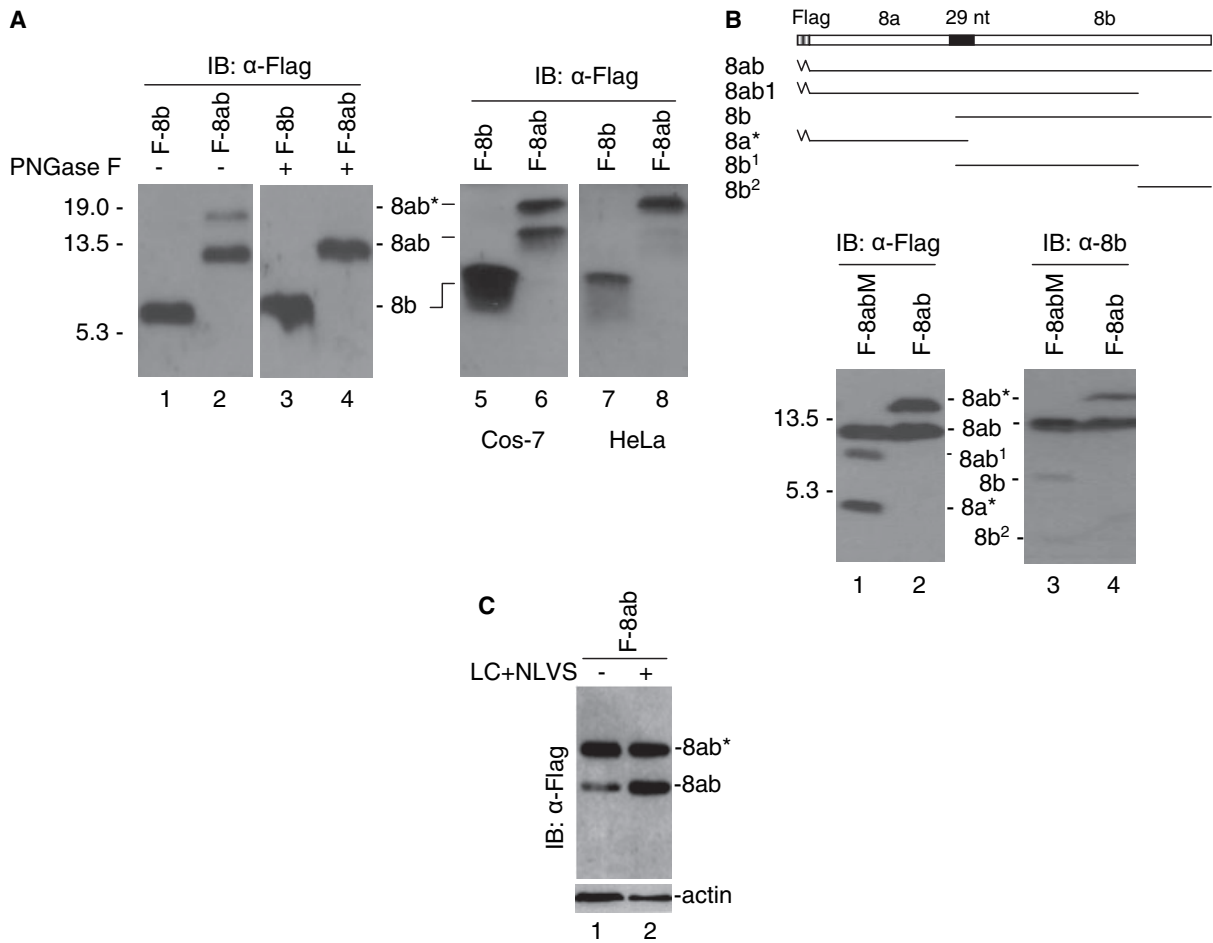 A
IB: α-Flag
F-8b
F-8ab
F-8b
F-8ab
PNGase F - - + +
19.0 -
13.5 -
5.3 -
- 8ab* –
- 8ab –
- 8b
1 2 3 4
IB: α-Flag
F-8b
F-8ab
F-8b
F-8ab
5 6 7 8
Cos-7 HeLa
B
Flag 8a 29 nt 8b
8ab
8ab1
8b
8a*
8b¹
8b²
IB: α-Flag
F-8abM
F-8ab
IB: α-8b
F-8abM
F-8ab
13.5 -
5.3 -
- 8ab* -
- 8ab -
- 8ab¹
8b -
- 8a*
8b² -
1 2 3 4
C
F-8ab
LC+NLVS - +
IB: α-Flag
-8ab*
-8ab
-actin
1 2